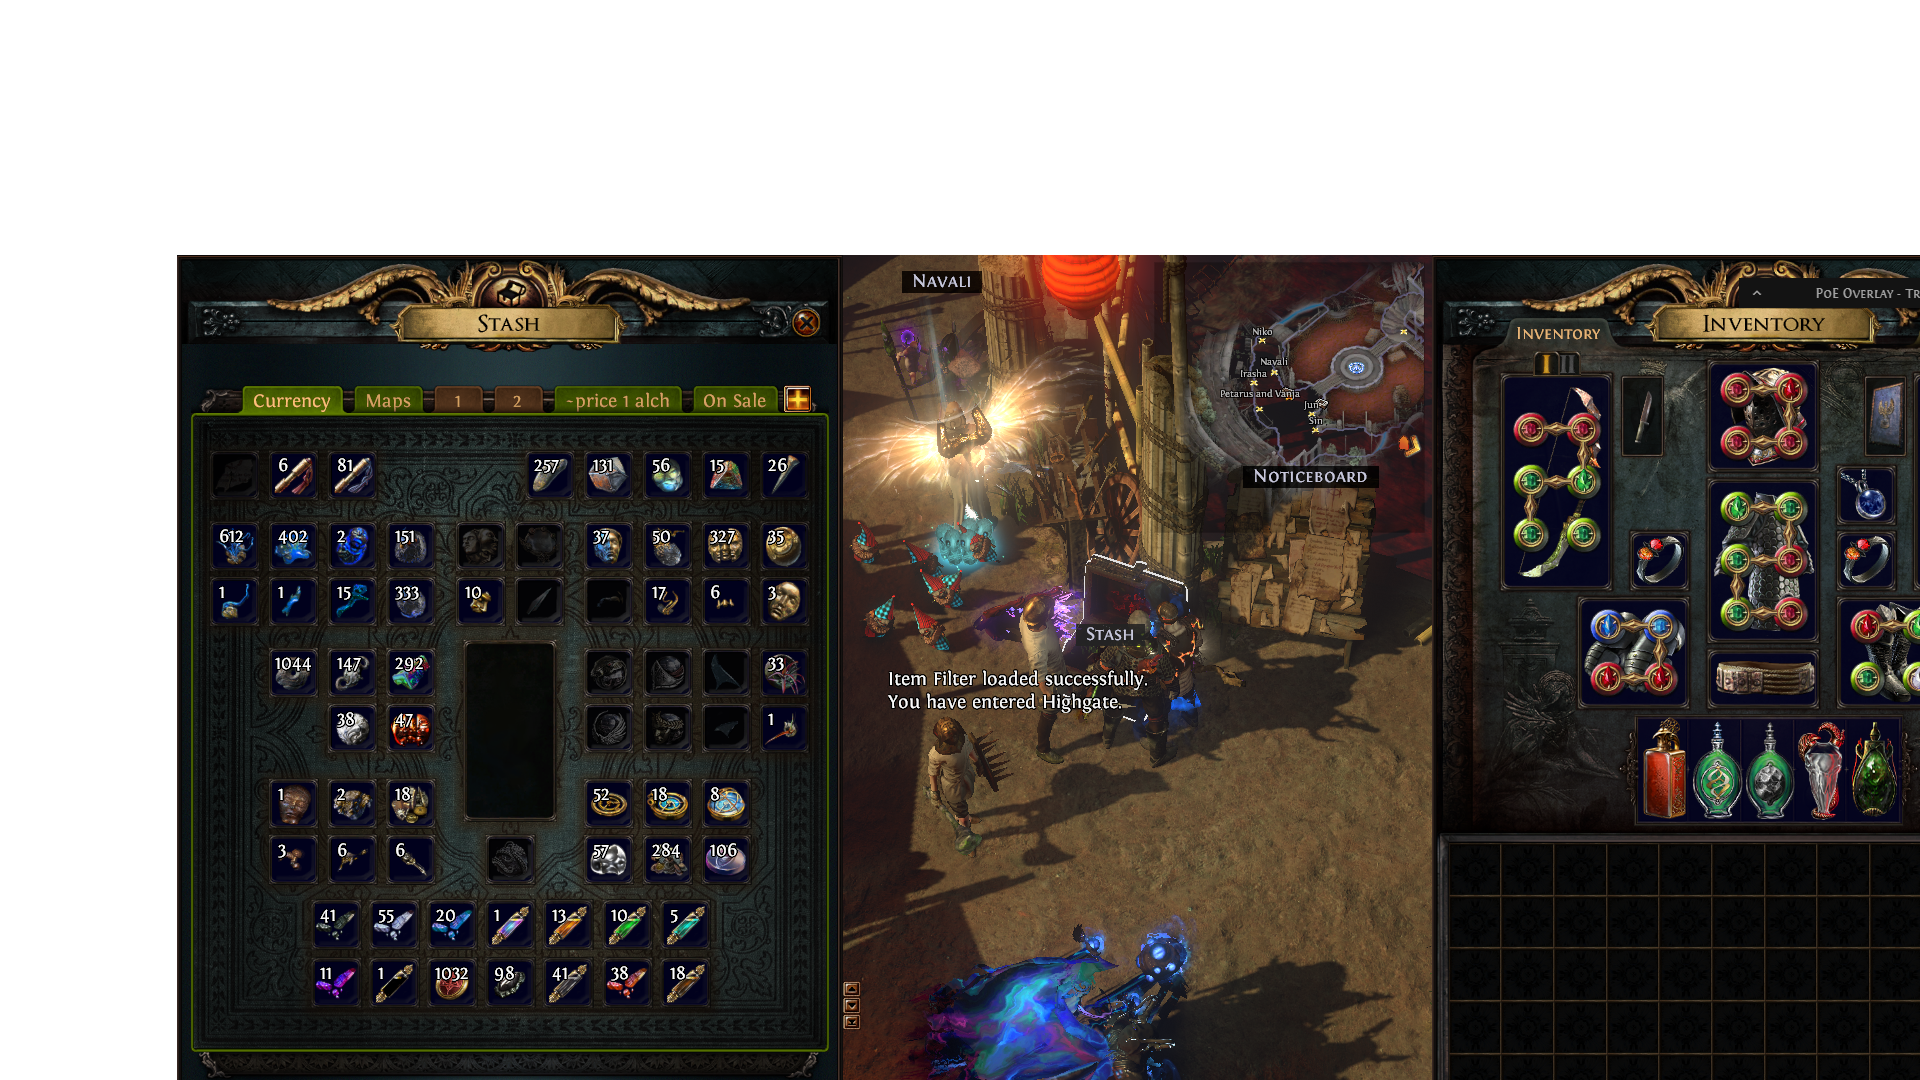 STASH
Currency Maps 1 2 ~price 1 alch On Sale
6 81 257 131 56 15 26
612 402 2 151 37 50 327 35
1 1 15 333 10 17 6 3
1044 147 292 33
38 47 1
1 2 18 52 18 8
3 6 6 57 284 106
41 55 20 1 13 10 5
11 1 1032 98 41 38 18
NAVALI
Niko
Navali
Irasha
Petarus and Vanja
Jun
Sin
NOTICEBOARD
STASH
Item Filter loaded successfully.
You have entered Highgate.
POE OVERLAY - TR
INVENTORY
INVENTORY
I II